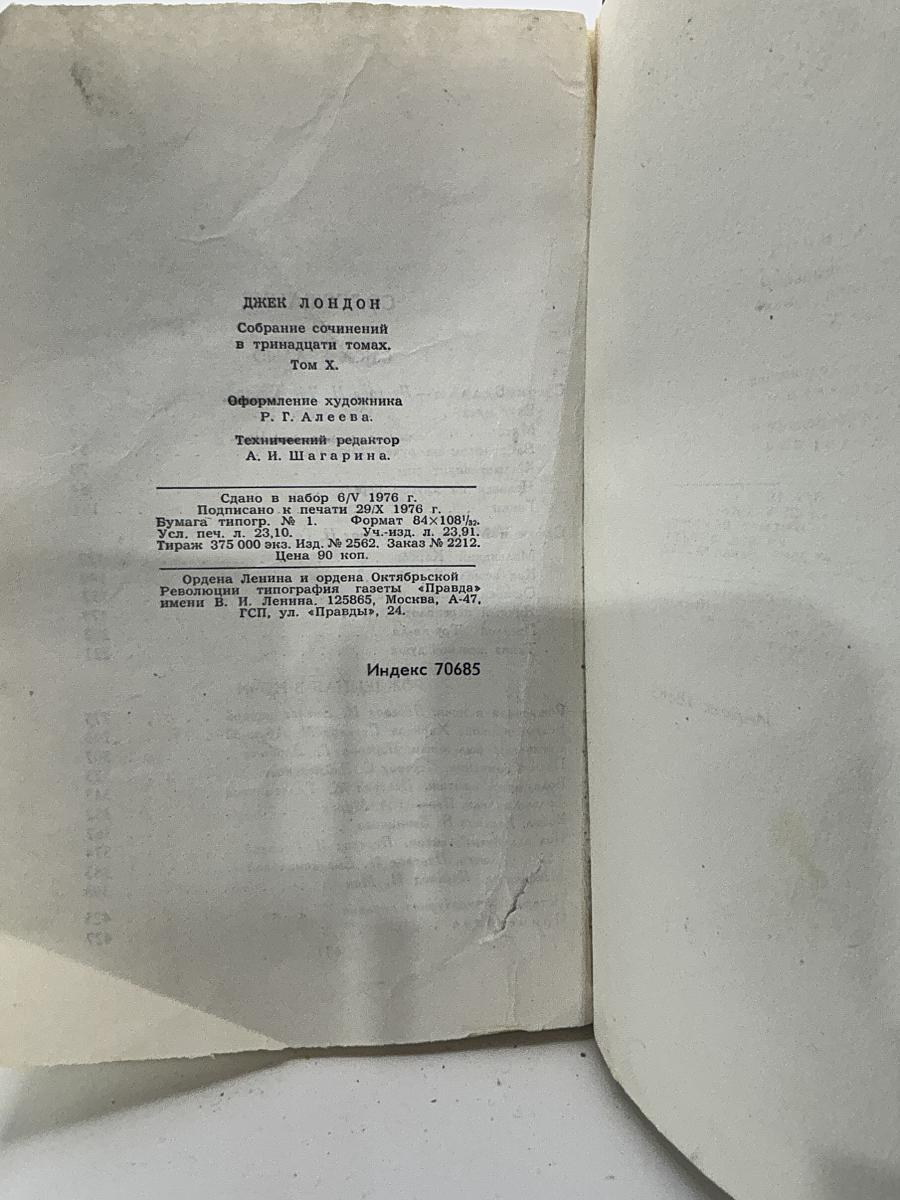 ДЖЕК ЛОНДОН
Собрание сочинений
в тринадцати томах.
Том X.
Оформление художника
Р. Г. Алеева.
Технический редактор
А. И. Шагарина.
Сдано в набор 6/V 1976 г.
Подписано к печати 29/X 1976 г.
Бумага типогр. № 1. Формат 84×108¹/₃₂.
Усл. печ. л. 23,10. Уч.-изд. л. 23,91.
Тираж 375 000 экз. Изд. № 2562. Заказ № 2212.
Цена 90 коп.
Ордена Ленина и ордена Октябрьской
Революции типография газеты «Правда»
имени В. И. Ленина. 125865, Москва, А-47,
ГСП, ул. «Правды», 24.
Индекс 70685